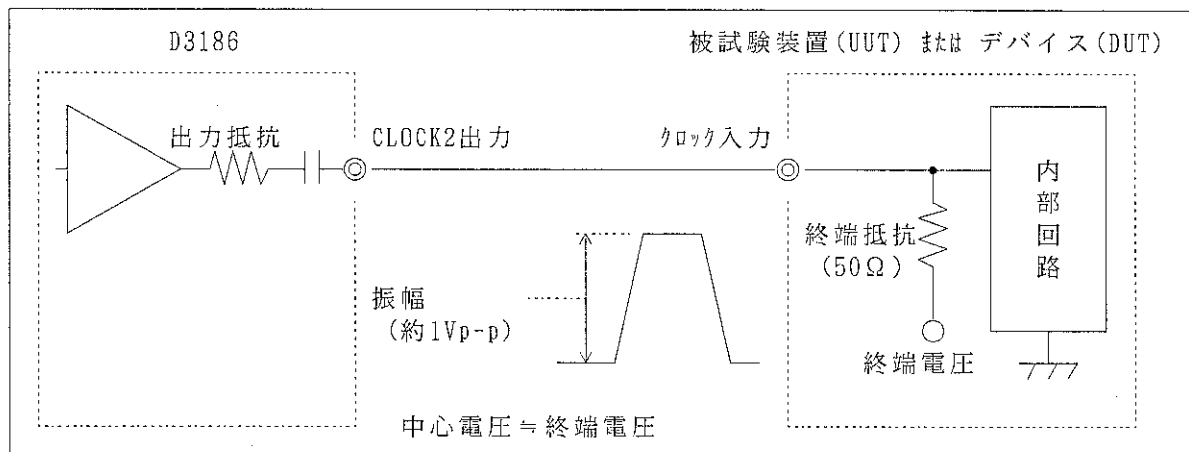 D3186
被試験装置(UUT) または デバイス(DUT)
出力抵抗
CLOCK2出力
クロック入力
内部回路
終端抵抗
(50Ω)
振幅
(約1Vp-p)
終端電圧
中心電圧≒終端電圧